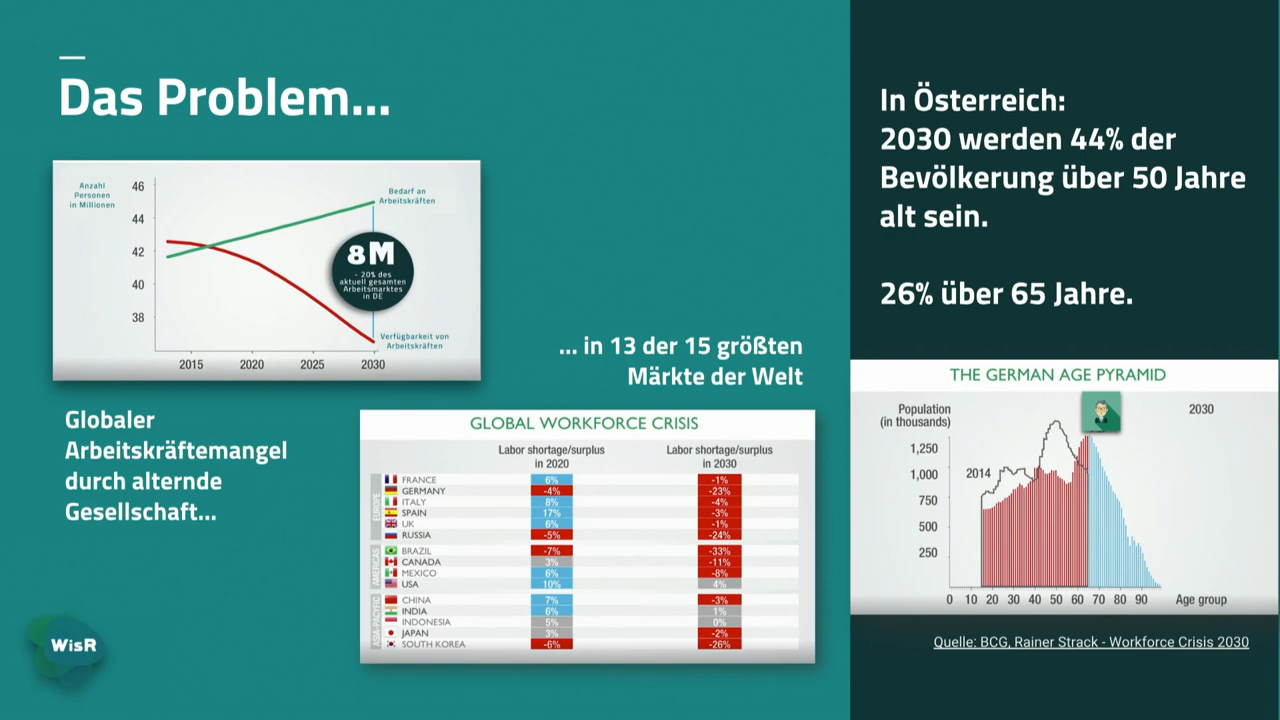 Das Problem...
Anzahl
Personen
in Millionen
46
44
42
40
38
2015 2020 2025 2030
Bedarf an
Arbeitskräften
8M
- 20% des
aktuell gesamten
Arbeitsmarktes
in DE
Verfügbarkeit von
Arbeitskräften
Globaler
Arbeitskräftemangel
durch alternde
Gesellschaft...
... in 13 der 15 größten
Märkte der Welt
GLOBAL WORKFORCE CRISIS
Labor shortage/surplus
in 2020
Labor shortage/surplus
in 2030
EUROPE
FRANCE 6% -1%
GERMANY -4% -23%
ITALY 8% -4%
SPAIN 17% -3%
UK 6% -1%
RUSSIA -5% -24%
AMERICAS
BRAZIL -7% -33%
CANADA 3% -11%
MEXICO 6% -8%
USA 10% 4%
ASIA-PACIFIC
CHINA 7% -3%
INDIA 6% 1%
INDONESIA 5% 0%
JAPAN 3% -2%
SOUTH KOREA -6% -26%
WisR
In Österreich:
2030 werden 44% der
Bevölkerung über 50 Jahre
alt sein.
26% über 65 Jahre.
THE GERMAN AGE PYRAMID
Population
(in thousands)
2030
1,250
1,000
750
500
250
2014
0 10 20 30 40 50 60 70 80 90 Age group
Quelle: BCG, Rainer Strack - Workforce Crisis 2030